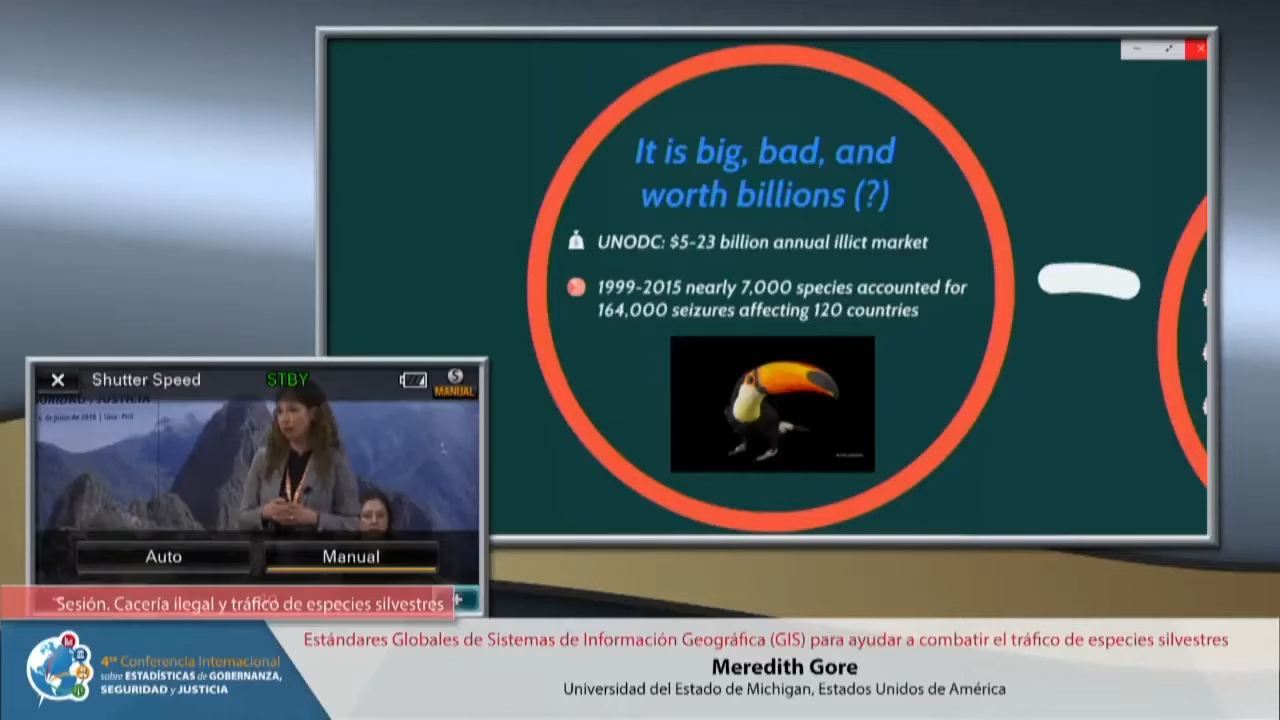 It is big, bad, and
worth billions (?)
UNODC: $5-23 billion annual illict market
1999-2015 nearly 7,000 species accounted for
164,000 seizures affecting 120 countries
Shutter Speed
STBY
MANUAL
Auto
Manual
Sesión. Cacería ilegal y tráfico de especies silvestres
Estándares Globales de Sistemas de Información Geográfica (GIS) para ayudar a combatir el tráfico de especies silvestres
Meredith Gore
Universidad del Estado de Michigan, Estados Unidos de América
4ta Conferencia Internacional
sobre ESTADÍSTICAS de GOBERNANZA,
SEGURIDAD y JUSTICIA